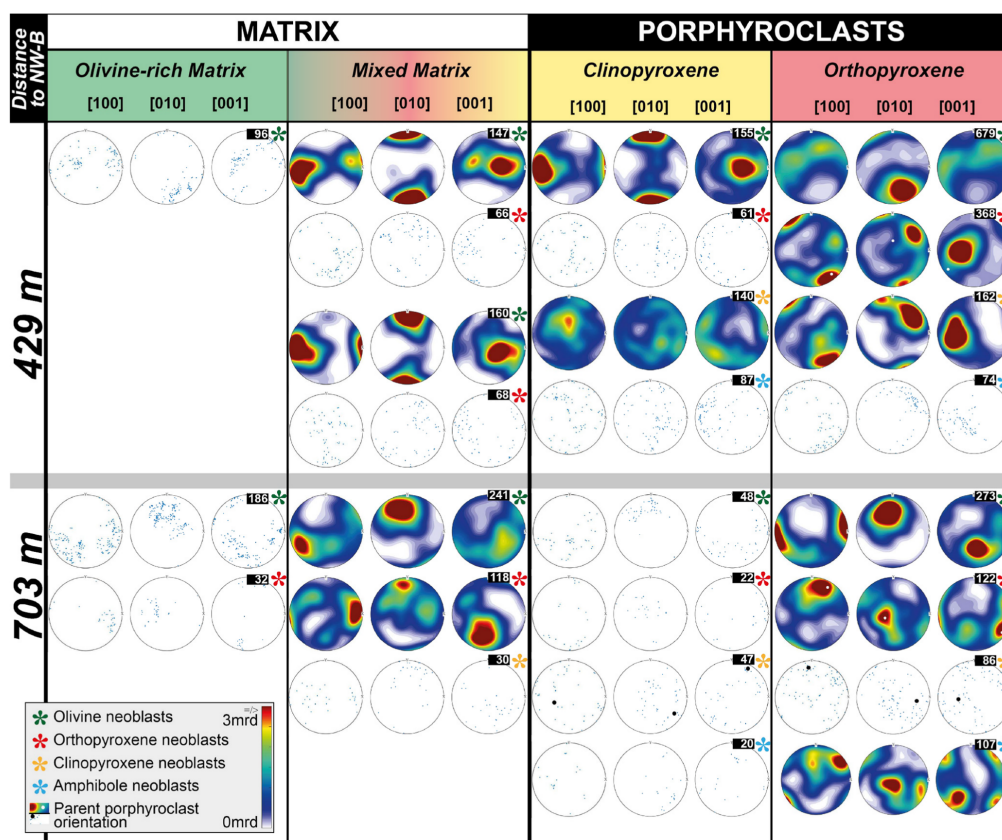 Distance to NW-B
MATRIX
PORPHYROCLASTS
Olivine-rich Matrix
Mixed Matrix
Clinopyroxene
Orthopyroxene
[100] [010] [001]
[100] [010] [001]
[100] [010] [001]
[100] [010] [001]
429 m
96
147
155
679
66
61
368
160
140
162
68
87
74
703 m
186
241
48
273
32
118
22
122
30
47
86
20
107
Olivine neoblasts
Orthopyroxene neoblasts
Clinopyroxene neoblasts
Amphibole neoblasts
Parent porphyroclast
orientation
=/>
3mrd
0mrd